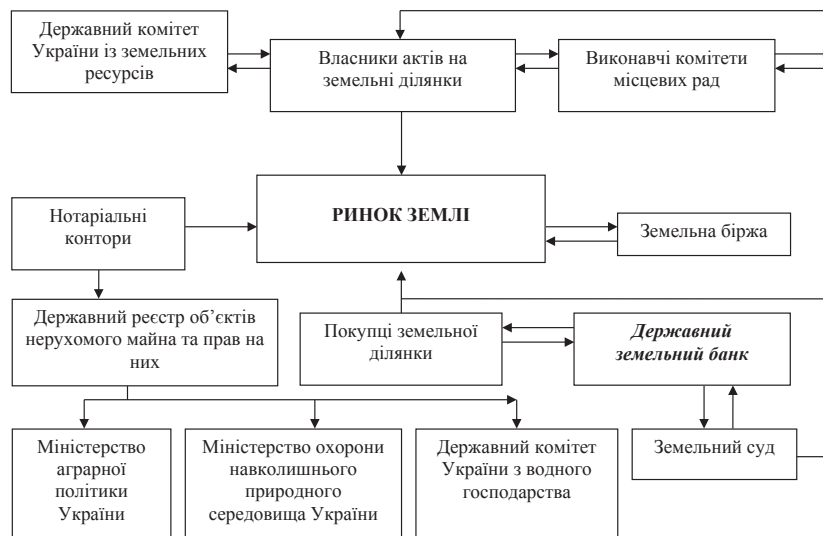 Державний комітет
України із земельних
ресурсів
Власники актів на
земельні ділянки
Виконавчі комітети
місцевих рад
Нотаріальні
контори
РИНОК ЗЕМЛІ
Земельна біржа
Державний реєстр об’єктів
нерухомого майна та прав на
них
Покупці земельної
ділянки
Державний
земельний банк
Міністерство
аграрної
політики
України
Міністерство охорони
навколишнього
природного
середовища України
Державний комітет
України з водного
господарства
Земельний суд